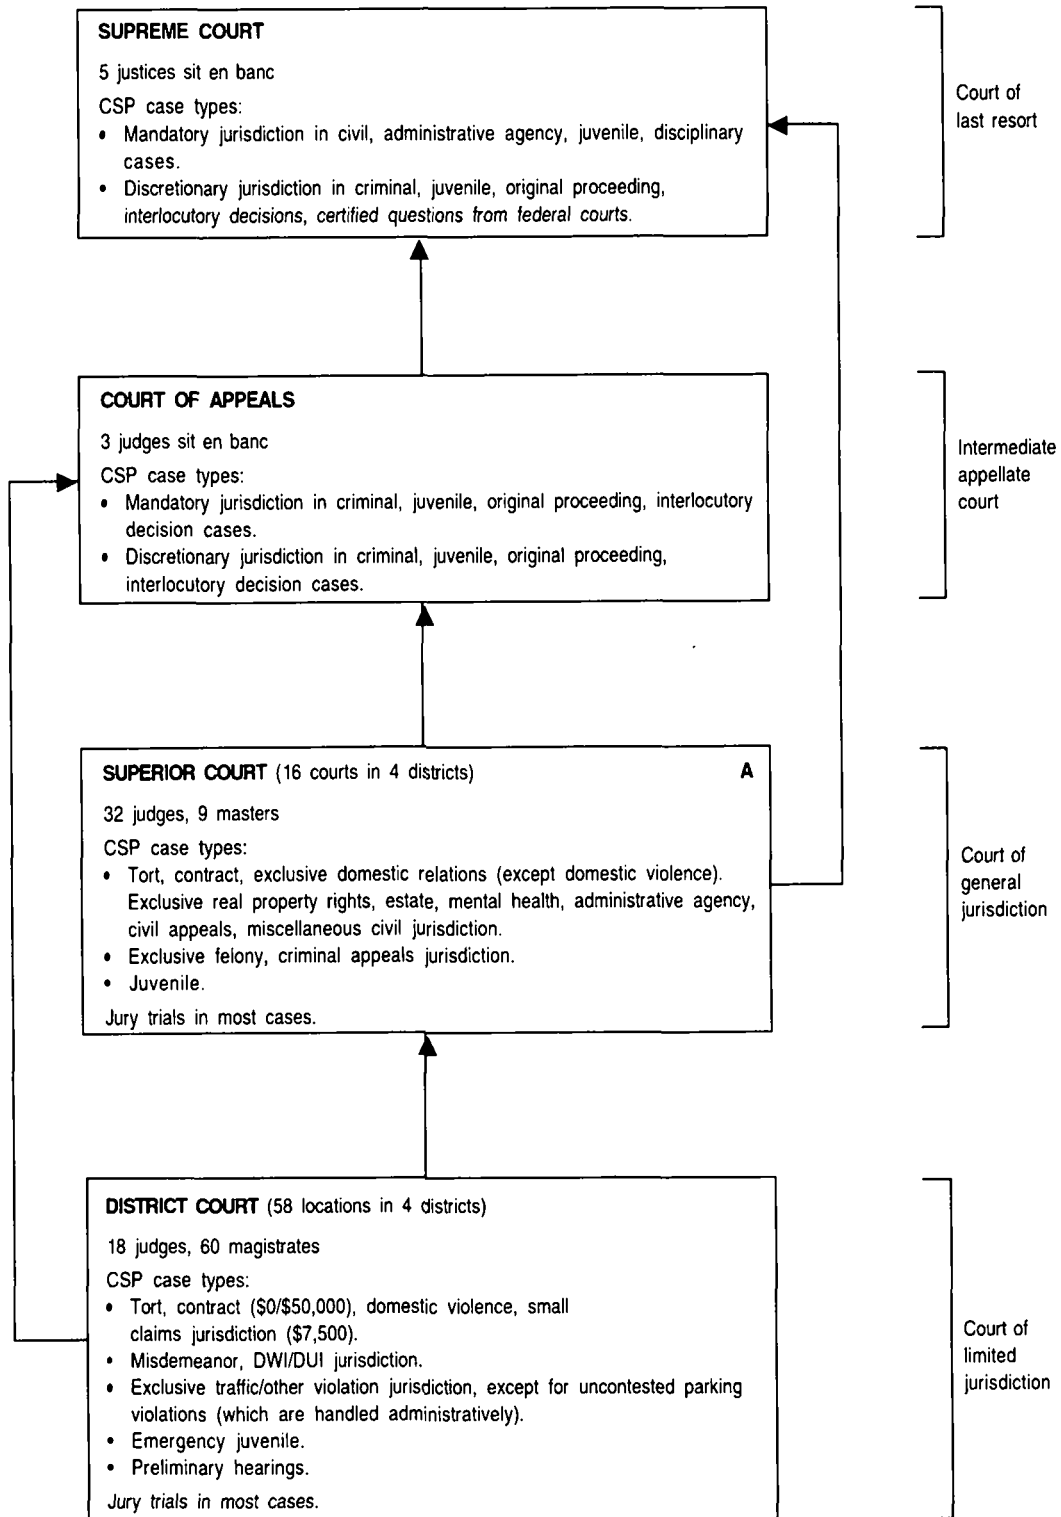 SUPREME COURT
5 justices sit en banc
CSP case types:
• Mandatory jurisdiction in civil, administrative agency, juvenile, disciplinary
cases.
• Discretionary jurisdiction in criminal, juvenile, original proceeding,
interlocutory decisions, certified questions from federal courts.
Court of
last resort
COURT OF APPEALS
3 judges sit en banc
CSP case types:
• Mandatory jurisdiction in criminal, juvenile, original proceeding, interlocutory
decision cases.
• Discretionary jurisdiction in criminal, juvenile, original proceeding,
interlocutory decision cases.
Intermediate
appellate
court
SUPERIOR COURT (16 courts in 4 districts) A
32 judges, 9 masters
CSP case types:
• Tort, contract, exclusive domestic relations (except domestic violence).
Exclusive real property rights, estate, mental health, administrative agency,
civil appeals, miscellaneous civil jurisdiction.
• Exclusive felony, criminal appeals jurisdiction.
• Juvenile.
Jury trials in most cases.
Court of
general
jurisdiction
DISTRICT COURT (58 locations in 4 districts)
18 judges, 60 magistrates
CSP case types:
• Tort, contract ($0/$50,000), domestic violence, small
claims jurisdiction ($7,500).
• Misdemeanor, DWI/DUI jurisdiction.
• Exclusive traffic/other violation jurisdiction, except for uncontested parking
violations (which are handled administratively).
• Emergency juvenile.
• Preliminary hearings.
Jury trials in most cases.
Court of
limited
jurisdiction